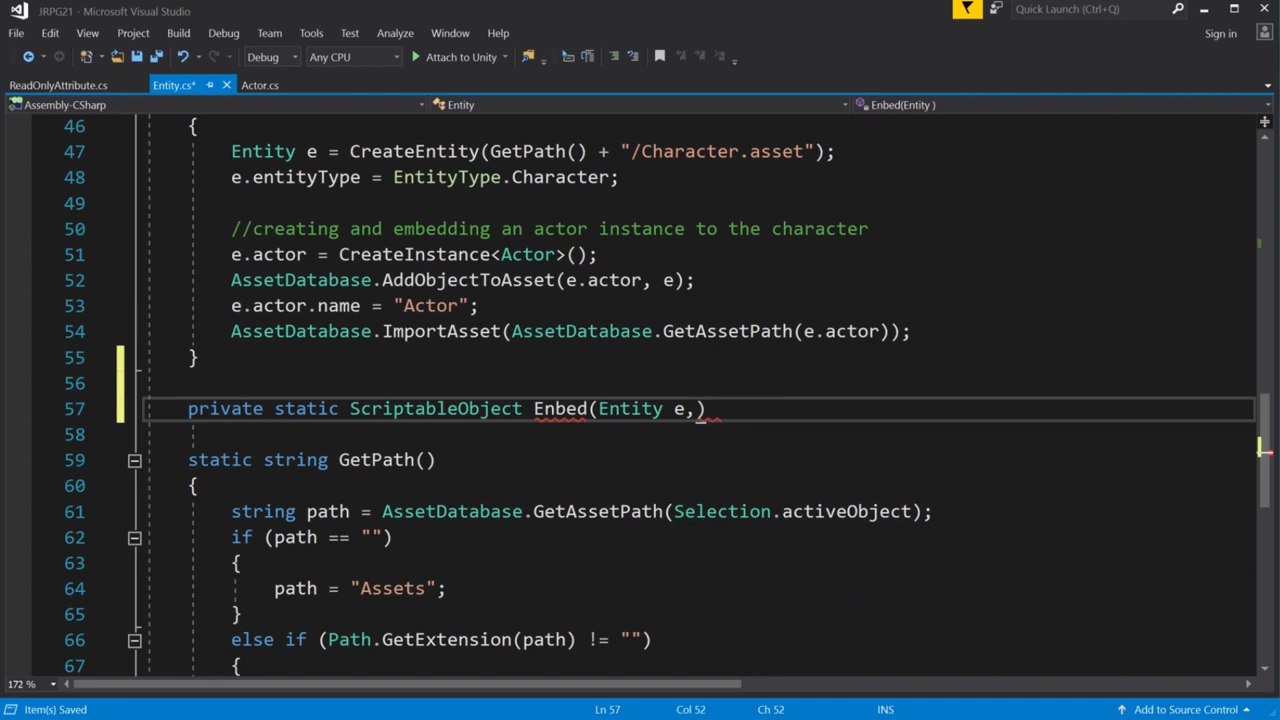 JRPG21 - Microsoft Visual Studio
Quick Launch (Ctrl+Q)
File Edit View Project Build Debug Team Tools Test Analyze Window Help
Sign in
Debug Any CPU Attach to Unity
ReadOnlyAttribute.cs Entity.cs* Actor.cs
Assembly-CSharp Entity Enbed(Entity )
46 {
47 Entity e = CreateEntity(GetPath() + "/Character.asset");
48 e.entityType = EntityType.Character;
49
50 //creating and embedding an actor instance to the character
51 e.actor = CreateInstance<Actor>();
52 AssetDatabase.AddObjectToAsset(e.actor, e);
53 e.actor.name = "Actor";
54 AssetDatabase.ImportAsset(AssetDatabase.GetAssetPath(e.actor));
55 }
56
57 private static ScriptableObject Enbed(Entity e,)
58
59 static string GetPath()
60 {
61 string path = AssetDatabase.GetAssetPath(Selection.activeObject);
62 if (path == "")
63 {
64 path = "Assets";
65 }
66 else if (Path.GetExtension(path) != "")
67 {
172 %
Item(s) Saved Ln 57 Col 52 Ch 52 INS Add to Source Control